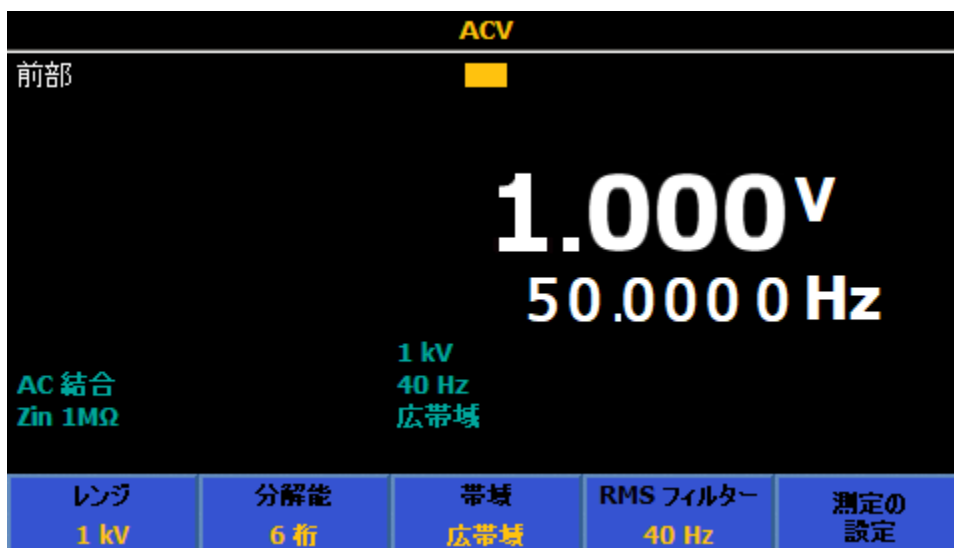 ACV
前部
1.000 V
50.0000 Hz
1 kV
AC 結合 40 Hz
Zin 1MΩ 広帯域
レンジ 分解能 帯域 RMS フィルター 測定の
設定
1 kV 6 桁 広帯域 40 Hz